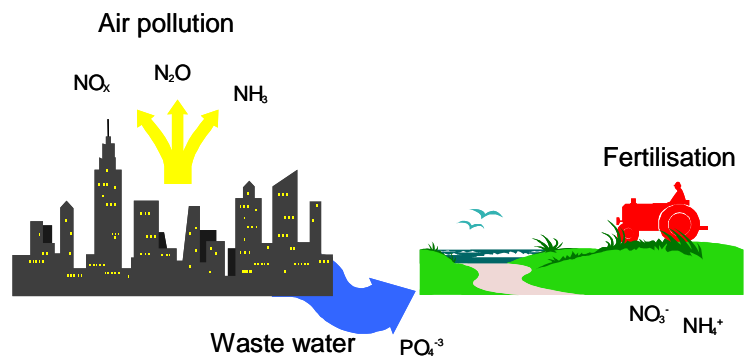 Air pollution
N₂O
NOₓ
NH₃
Fertilisation
NO₃⁻
NH₄⁺
Waste water
PO₄⁻³